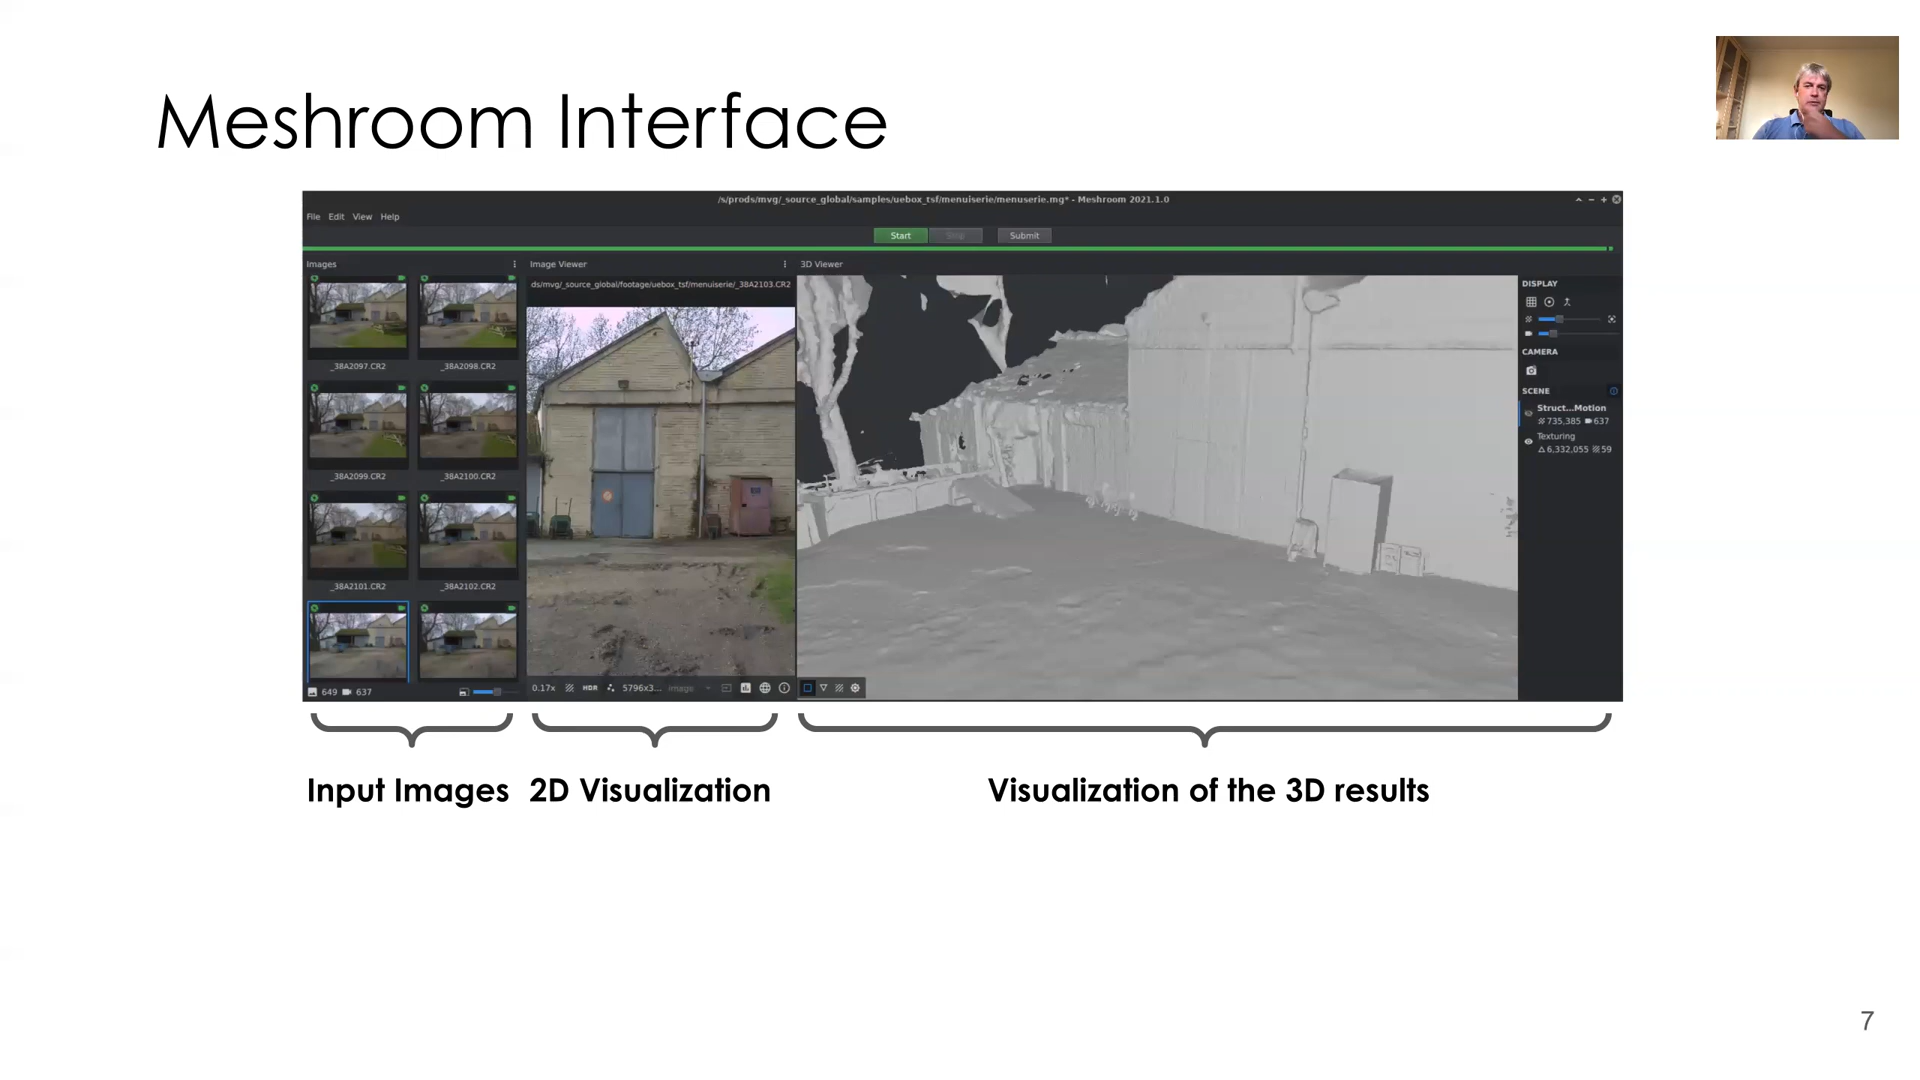 Meshroom Interface
/s/prods/mvg/_source_global/samples/uebox_tsf/menuiserie/menuserie.mg* - Meshroom 2021.1.0
File Edit View Help
Start Stop Submit
Images
Image Viewer
3D Viewer
ds/mvg/_source_global/footage/uebox_tsf/menuiserie/_38A2103.CR2
_38A2097.CR2
_38A2098.CR2
_38A2099.CR2
_38A2100.CR2
_38A2101.CR2
_38A2102.CR2
649 637
0.17x HDR 5796x3... Image
DISPLAY
CAMERA
SCENE
Struct...Motion
735,385 637
Texturing
6,332,055 59
Input Images
2D Visualization
Visualization of the 3D results
7